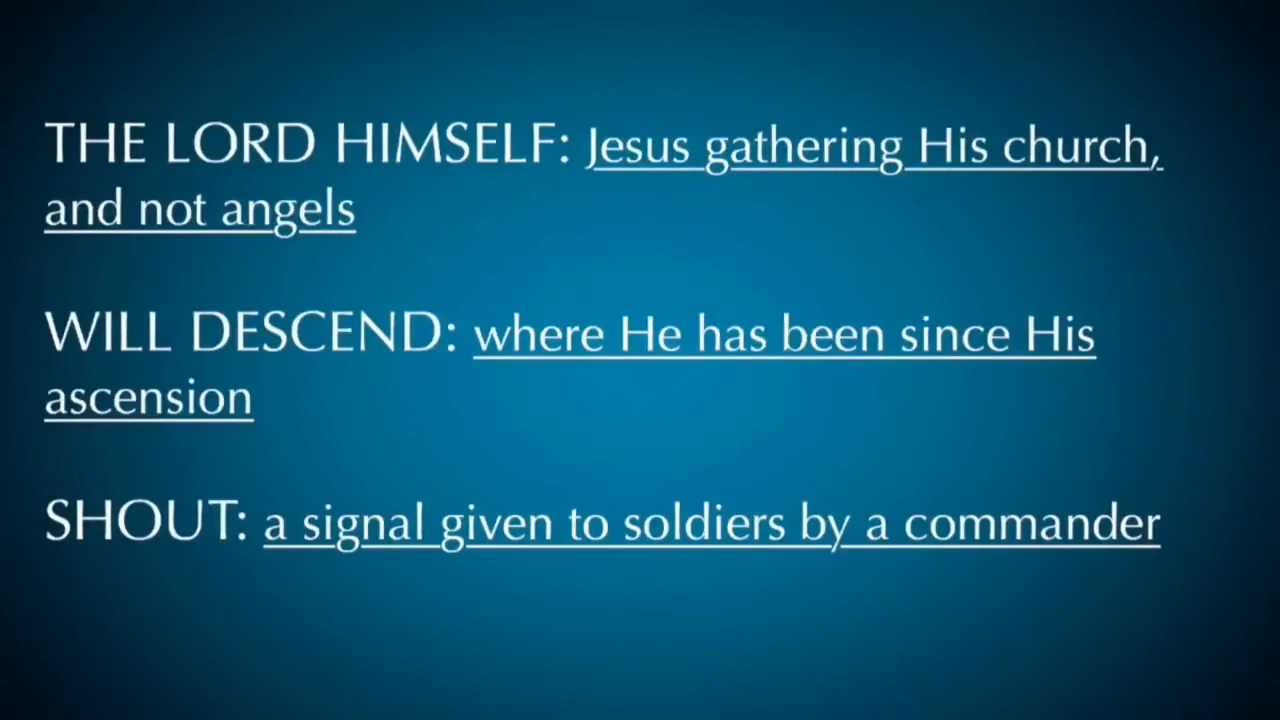 THE LORD HIMSELF: Jesus gathering His church,
and not angels
WILL DESCEND: where He has been since His
ascension
SHOUT: a signal given to soldiers by a commander